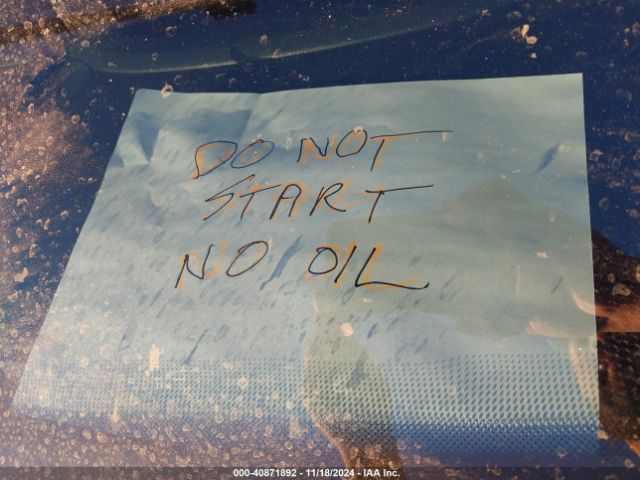 DO NOT
START
NO OIL
000-40871892 - 11/18/2024 - IAA Inc.